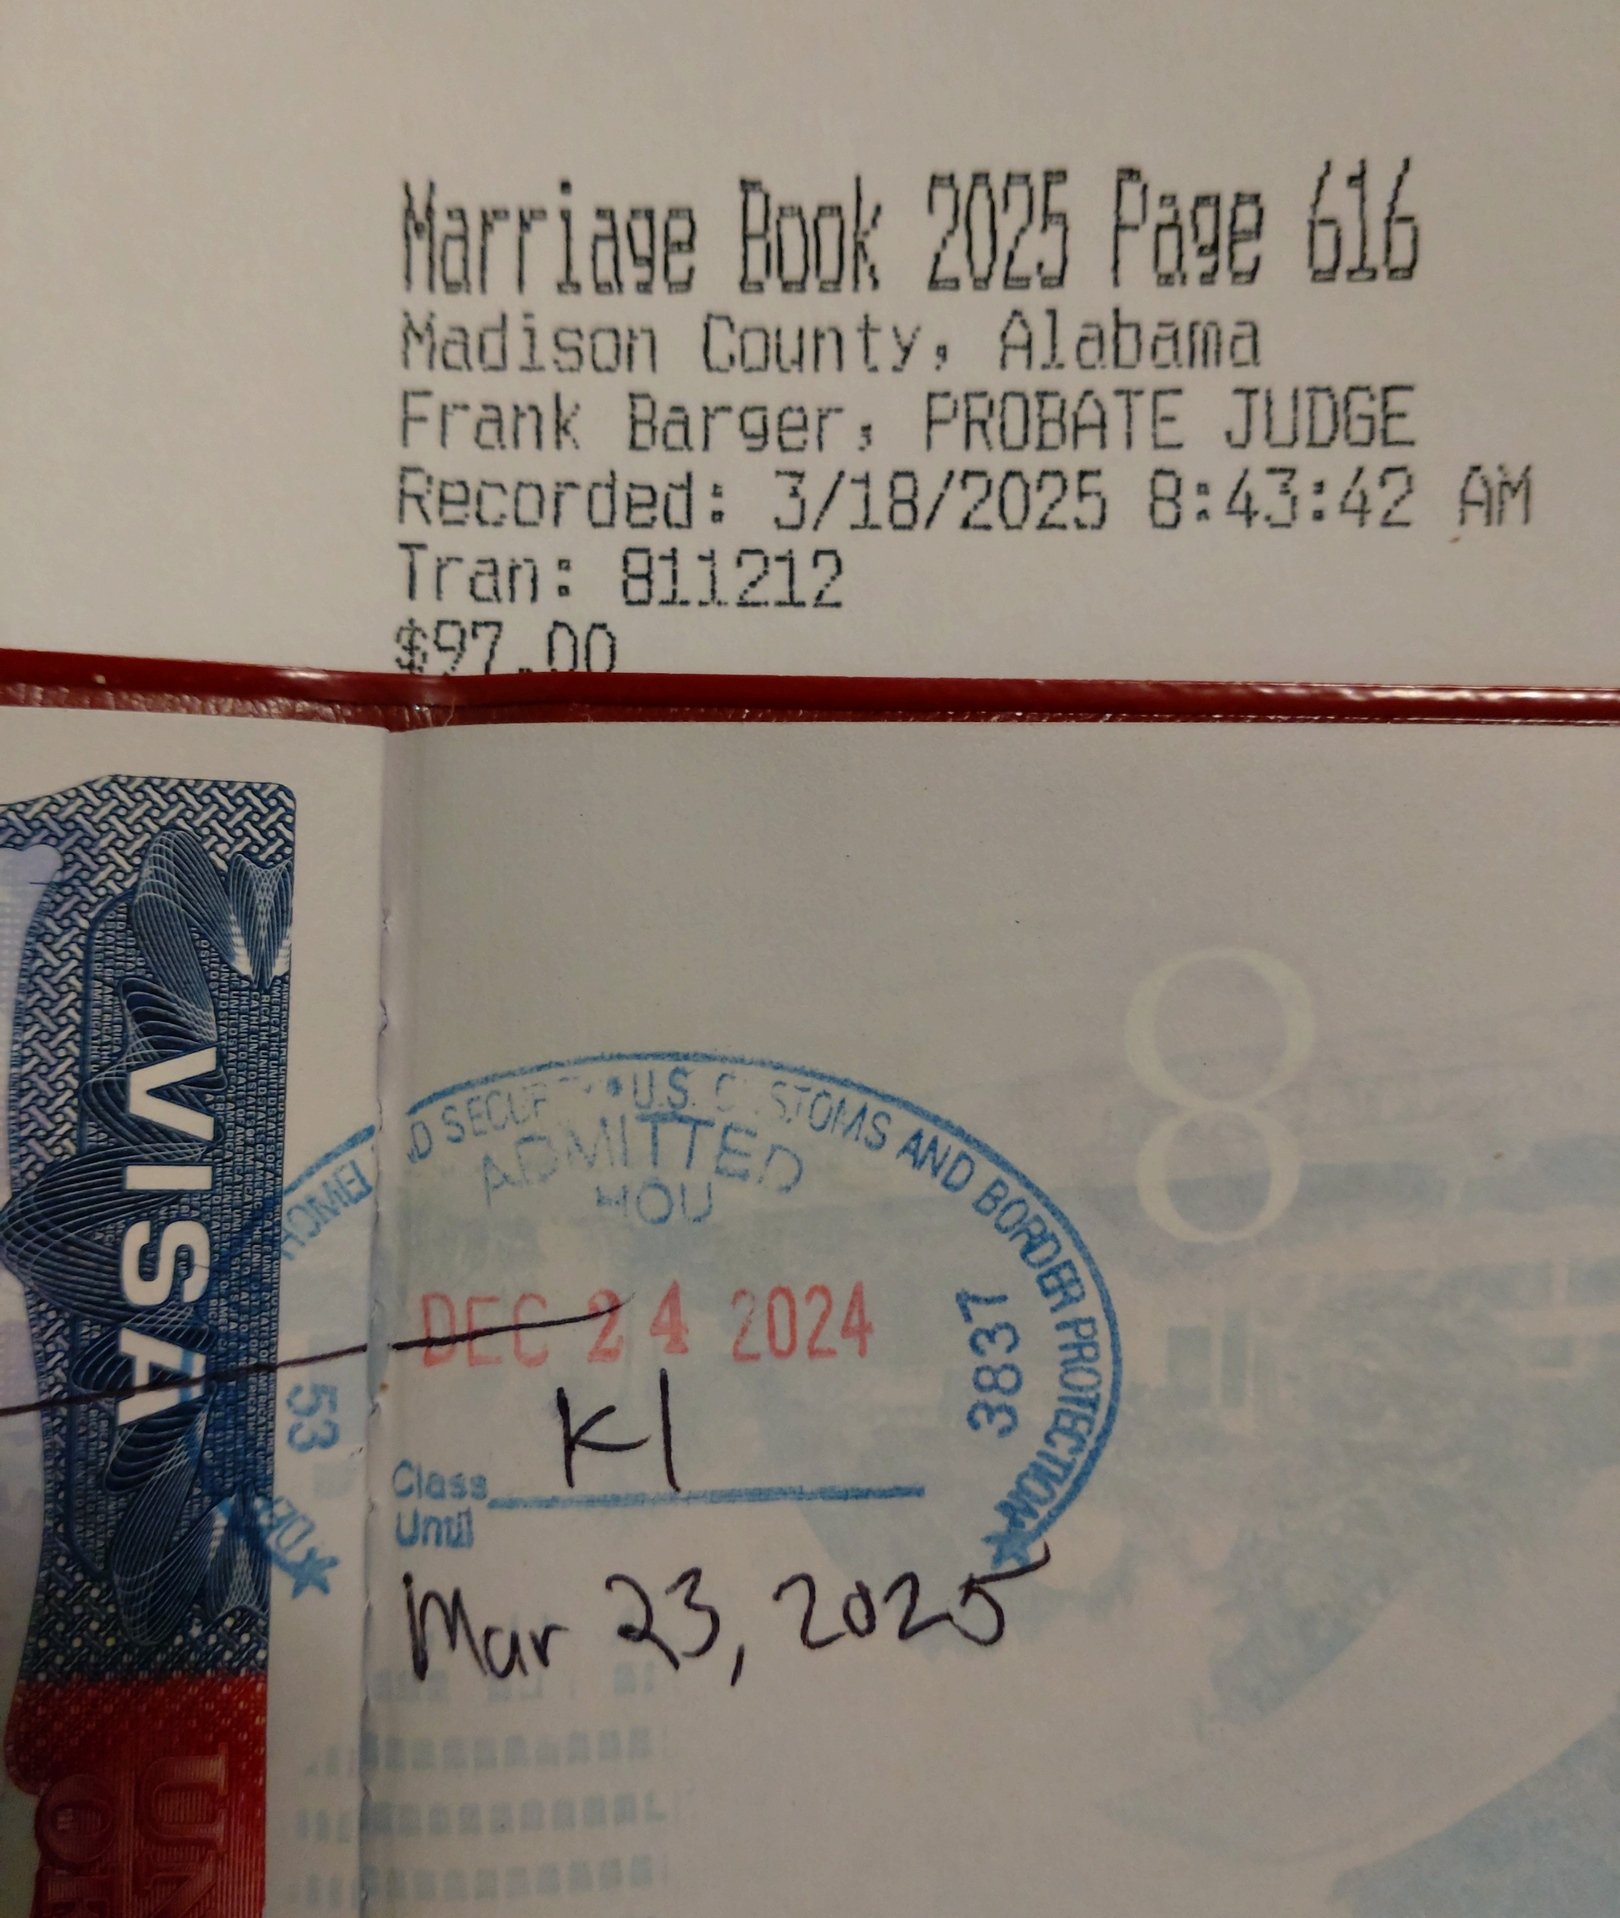 Marriage Book 2025 Page 616
Madison County, Alabama
Frank Barger, PROBATE JUDGE
Recorded: 3/18/2025 8:43:42 AM
Tran: 811212
$97.00
VISA
8
U.S. CUSTOMS AND BORDER PROTECTION
ADMITTED
HOU
DEC 24 2024
3837
53
K1
Class
Until
Mar 23, 2025